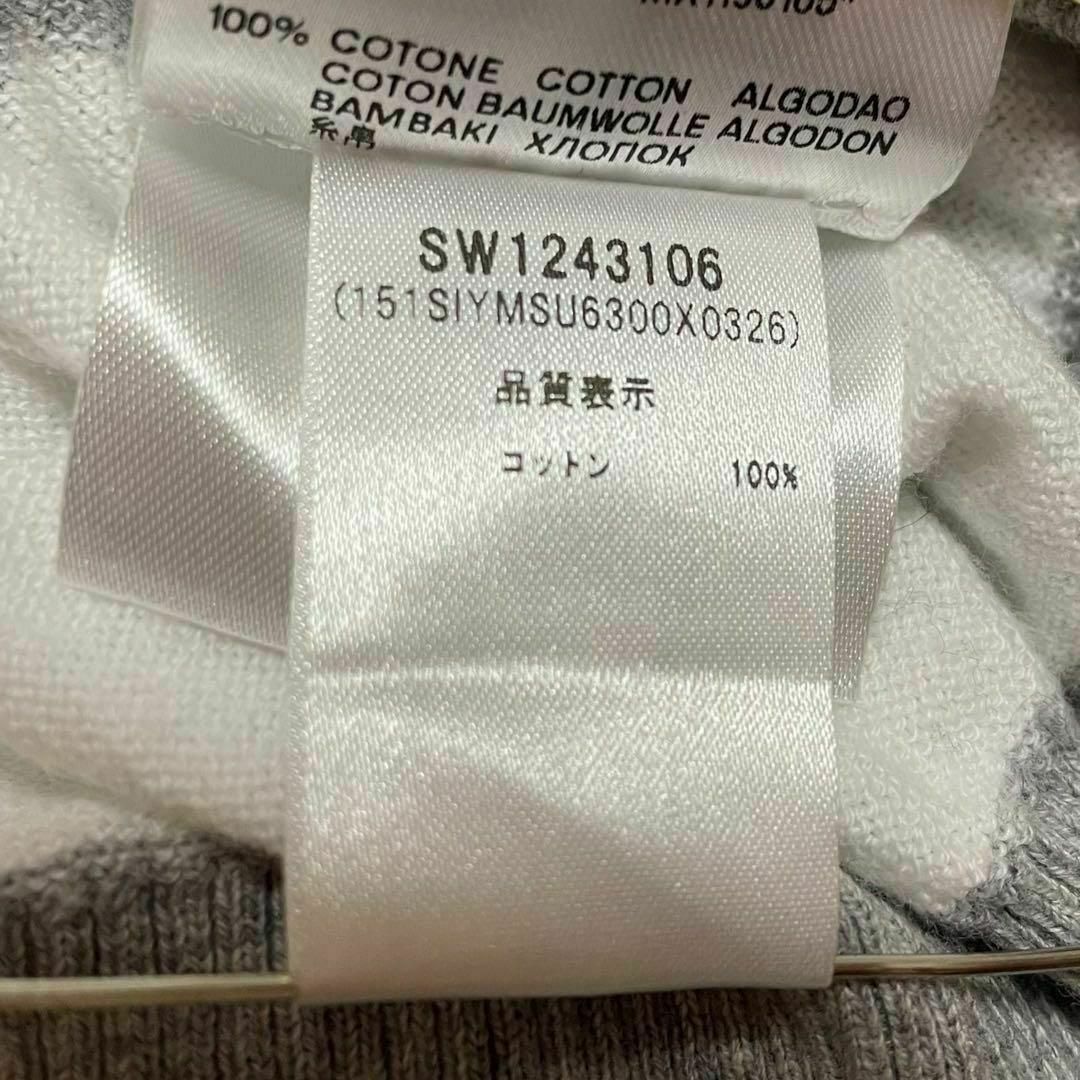 100% COTONE COTTON ALGODAO
COTON BAUMWOLLE ALGODON
BAMBAKI ХЛОПОК
SW1243106
(151SIYMSU6300X0326)
品質表示
コットン 100%